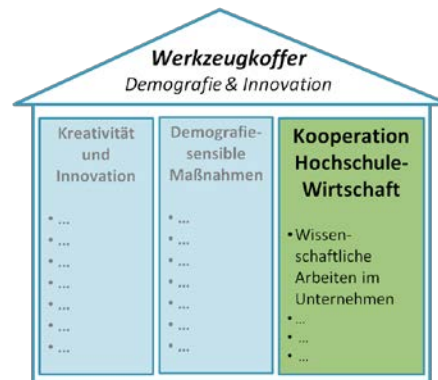 Werkzeugkoffer
Demografie & Innovation
Kreativität
und
Innovation
• ...
• ...
• ...
• ...
• ...
• ...
• ...
• ...
Demografie-
sensible
Maßnahmen
• ...
• ...
• ...
• ...
• ...
• ...
• ...
• ...
Kooperation
Hochschule-
Wirtschaft
• Wissen-
schaftliche
Arbeiten im
Unternehmen
• ...
• ...
• ...